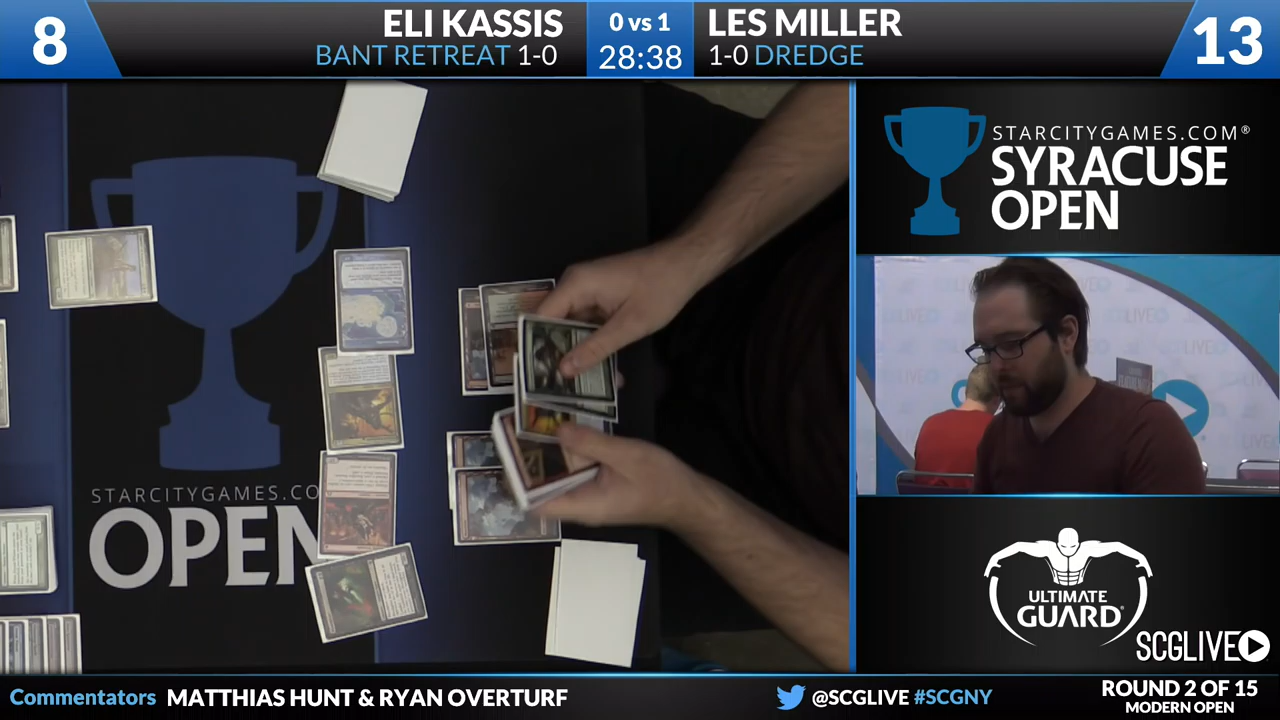 8
ELI KASSIS
BANT RETREAT 1-0
0 vs 1
28:38
LES MILLER
1-0 DREDGE
13
STARCITYGAMES.COM®
SYRACUSE
OPEN
STARCITYGAMES.CO
OPEN
ULTIMATE
GUARD
SCGLIVE
Commentators MATTHIAS HUNT & RYAN OVERTURF
@SCGLIVE #SCGNY
ROUND 2 OF 15
MODERN OPEN